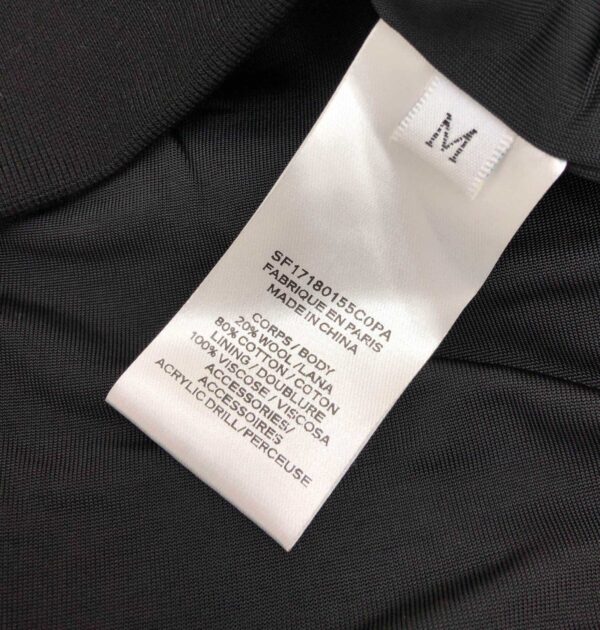 M
SF17180155C0PA
FABRIQUE EN PARIS
MADE IN CHINA
CORPS / BODY
20% WOOL/LANA
80% COTTON / COTON
LINING / DOUBLURE
100% VISCOSE / VISCOSA
ACCESSORIES/
ACCESSOIRES
ACRYLIC DRILL/PERCEUSE